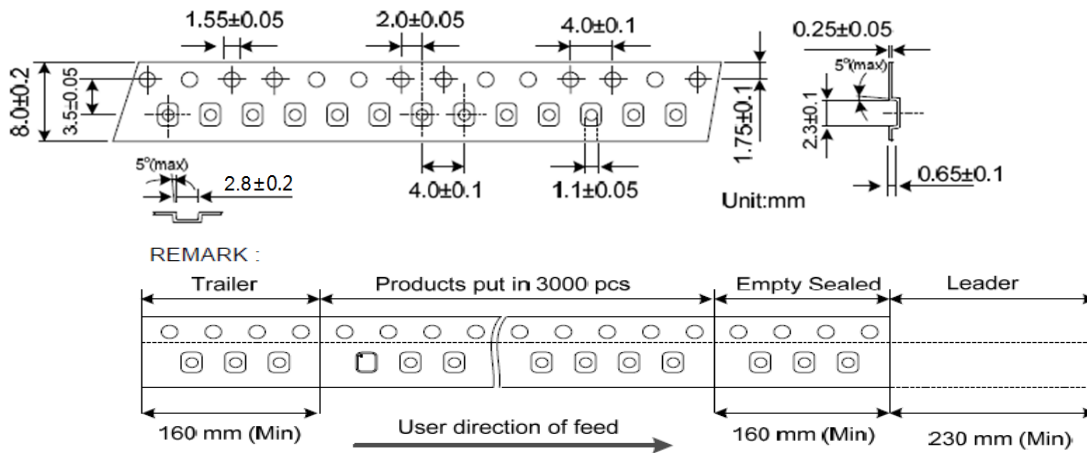 1.55±0.05
2.0±0.05
4.0±0.1
0.25±0.05
8.0±0.2
3.5±0.05
1.75±0.1
5°(max)
2.3±0.1
5°(max)
2.8±0.2
4.0±0.1
1.1±0.05
0.65±0.1
Unit:mm
REMARK :
Trailer
Products put in 3000 pcs
Empty Sealed
Leader
160 mm (Min)
User direction of feed
160 mm (Min)
230 mm (Min)